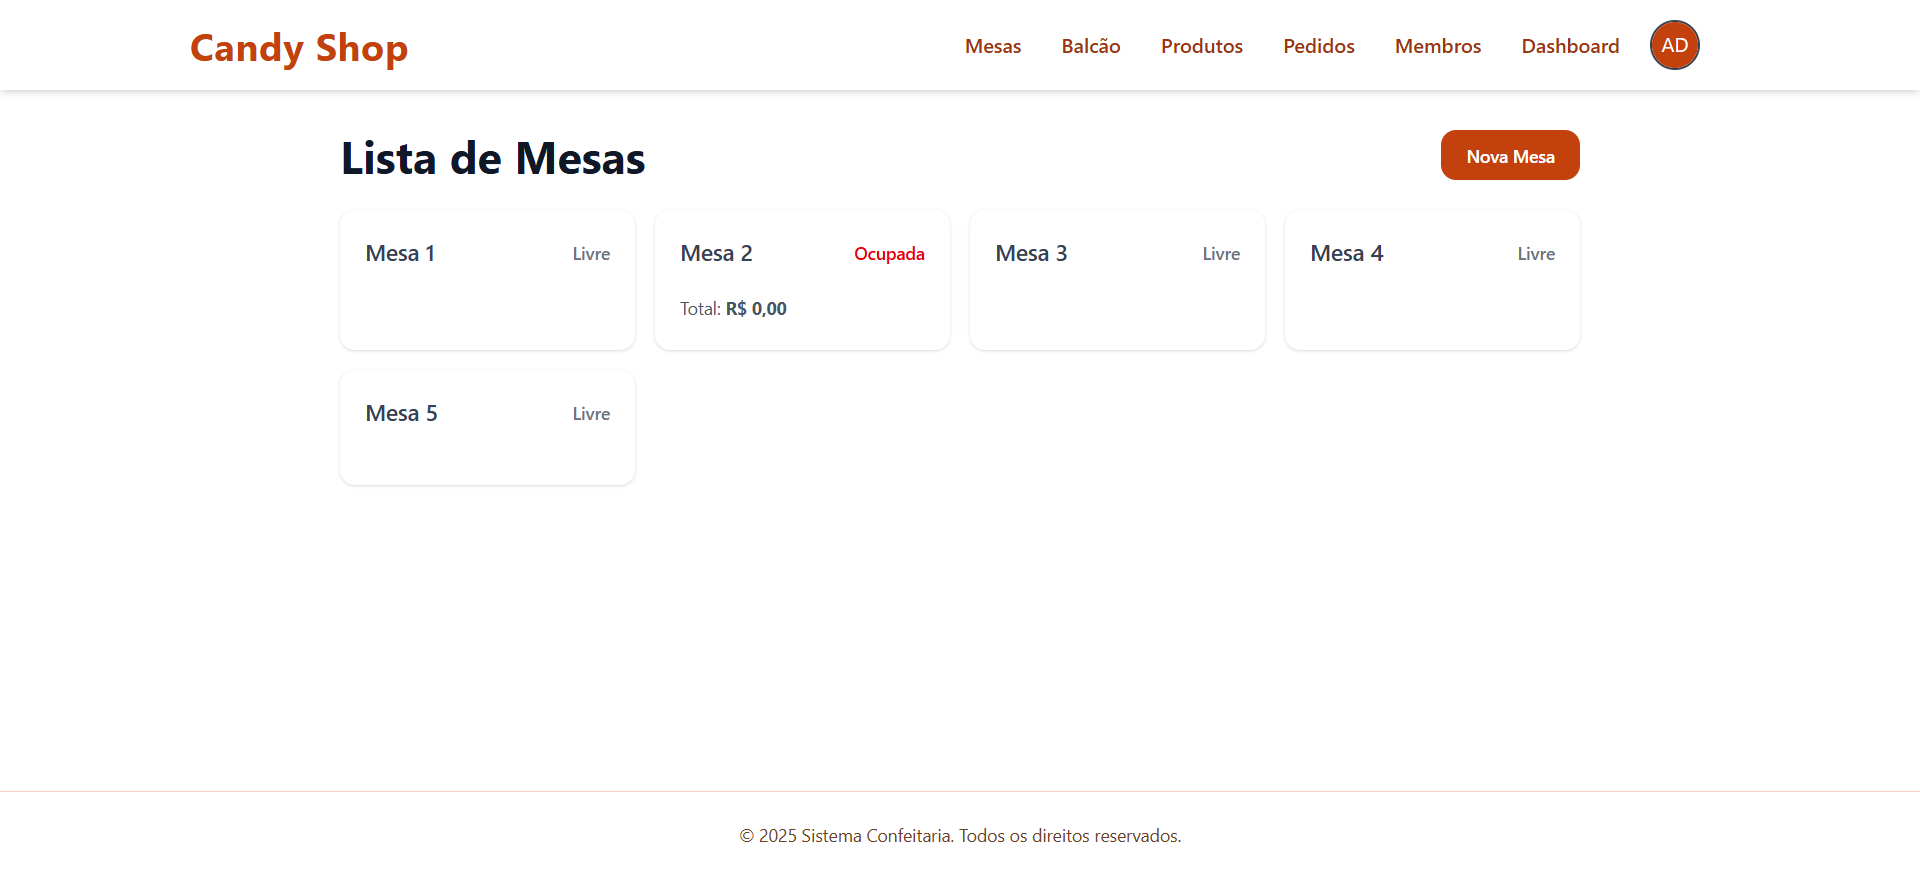 Candy Shop
Mesas Balcão Produtos Pedidos Membros Dashboard AD
Lista de Mesas
Nova Mesa
Mesa 1 Livre
Mesa 2 Ocupada
Total: R$ 0,00
Mesa 3 Livre
Mesa 4 Livre
Mesa 5 Livre
© 2025 Sistema Confeitaria. Todos os direitos reservados.